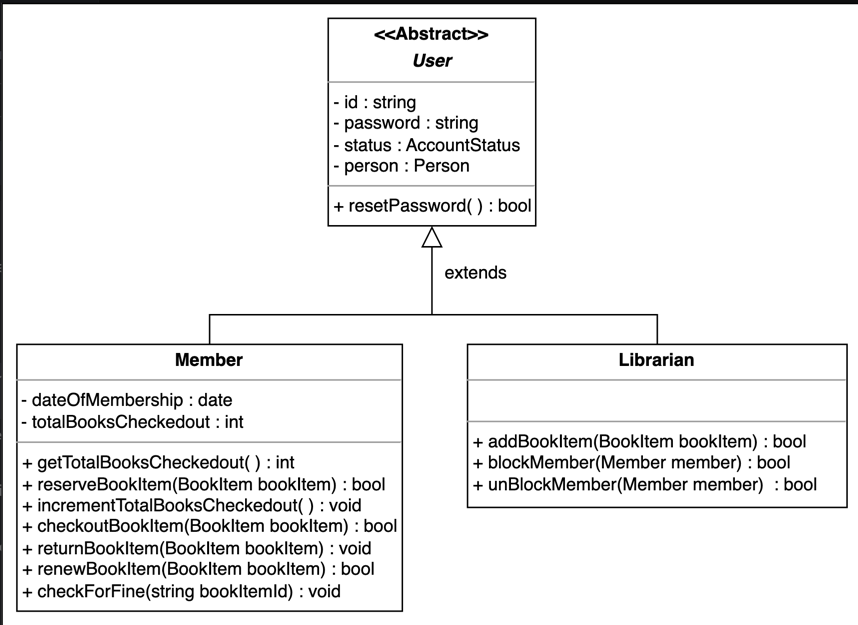 <<Abstract>>
User
- id : string
- password : string
- status : AccountStatus
- person : Person
+ resetPassword( ) : bool
extends
Member
- dateOfMembership : date
- totalBooksCheckedout : int
+ getTotalBooksCheckedout( ) : int
+ reserveBookItem(BookItem bookItem) : bool
+ incrementTotalBooksCheckedout( ) : void
+ checkoutBookItem(BookItem bookItem) : bool
+ returnBookItem(BookItem bookItem) : void
+ renewBookItem(BookItem bookItem) : bool
+ checkForFine(string bookItemId) : void
Librarian
+ addBookItem(BookItem bookItem) : bool
+ blockMember(Member member) : bool
+ unBlockMember(Member member)  : bool